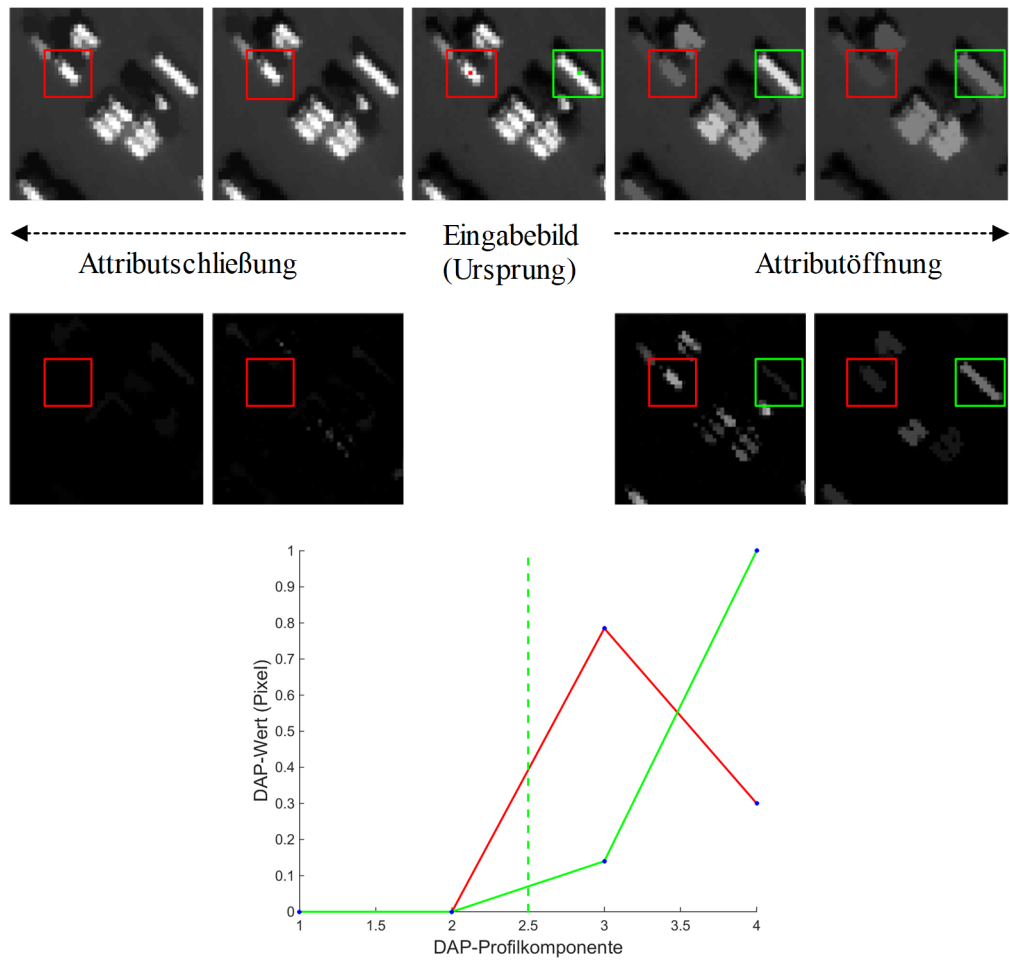 Eingabebild
(Ursprung)
Attributschließung
Attributöffnung
1
0.9
0.8
0.7
0.6
0.5
0.4
0.3
0.2
0.1
0
DAP-Wert (Pixel)
1 1.5 2 2.5 3 3.5 4
DAP-Profilkomponente